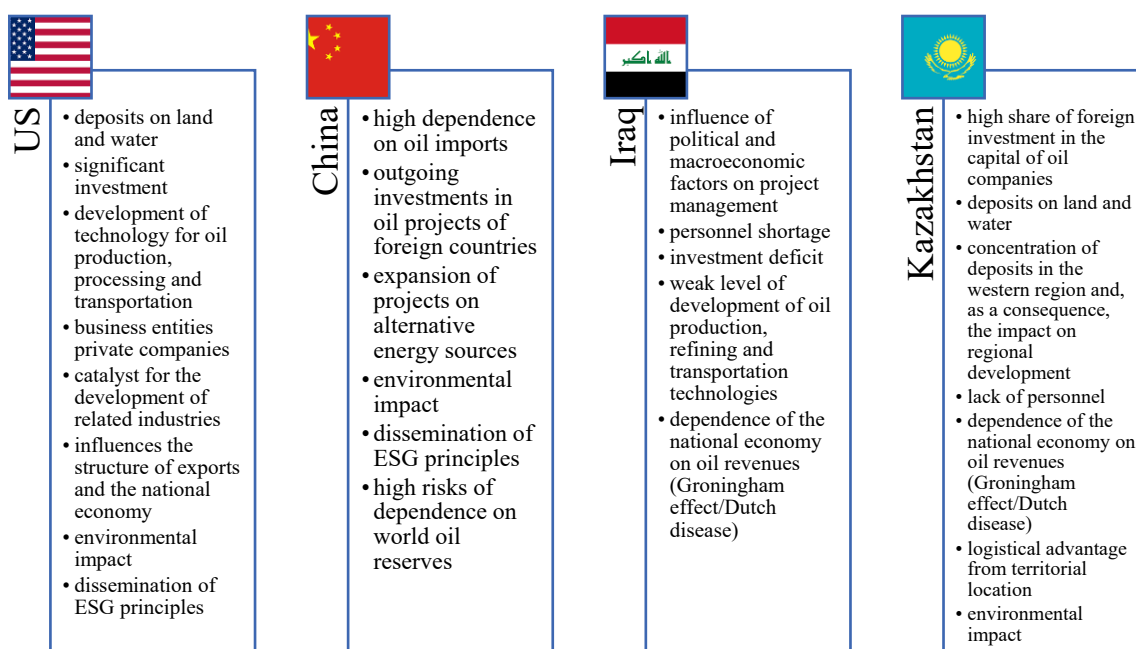 US
• deposits on land
and water
• significant
investment
• development of
technology for oil
production,
processing and
transportation
• business entities
private companies
• catalyst for the
development of
related industries
• influences the
structure of exports
and the national
economy
• environmental
impact
• dissemination of
ESG principles
China
• high dependence
on oil imports
• outgoing
investments in
oil projects of
foreign countries
• expansion of
projects on
alternative
energy sources
• environmental
impact
• dissemination of
ESG principles
• high risks of
dependence on
world oil
reserves
الله اكبر
Iraq
• influence of
political and
macroeconomic
factors on project
management
• personnel shortage
• investment deficit
• weak level of
development of oil
production,
refining and
transportation
technologies
• dependence of the
national economy
on oil revenues
(Groningham
effect/Dutch
disease)
Kazakhstan
• high share of foreign
investment in the
capital of oil
companies
• deposits on land and
water
• concentration of
deposits in the
western region and,
as a consequence,
the impact on
regional
development
• lack of personnel
• dependence of the
national economy on
oil revenues
(Groningham
effect/Dutch
disease)
• logistical advantage
from territorial
location
• environmental
impact